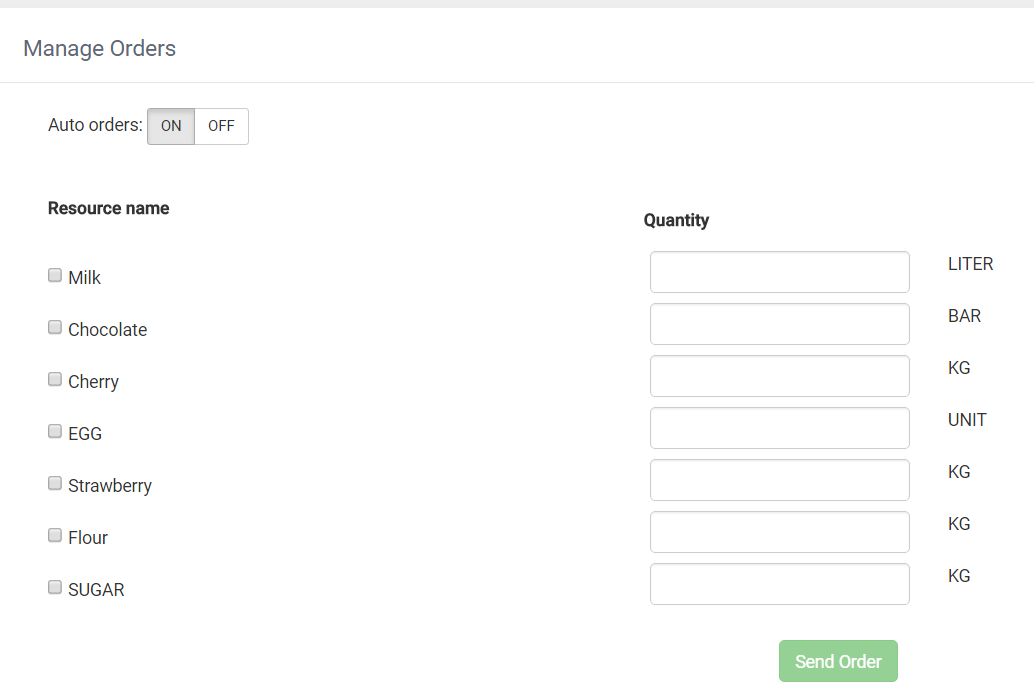 Manage Orders
Auto orders: ON OFF
Resource name
Quantity
Milk LITER
Chocolate BAR
Cherry KG
EGG UNIT
Strawberry KG
Flour KG
SUGAR KG
Send Order